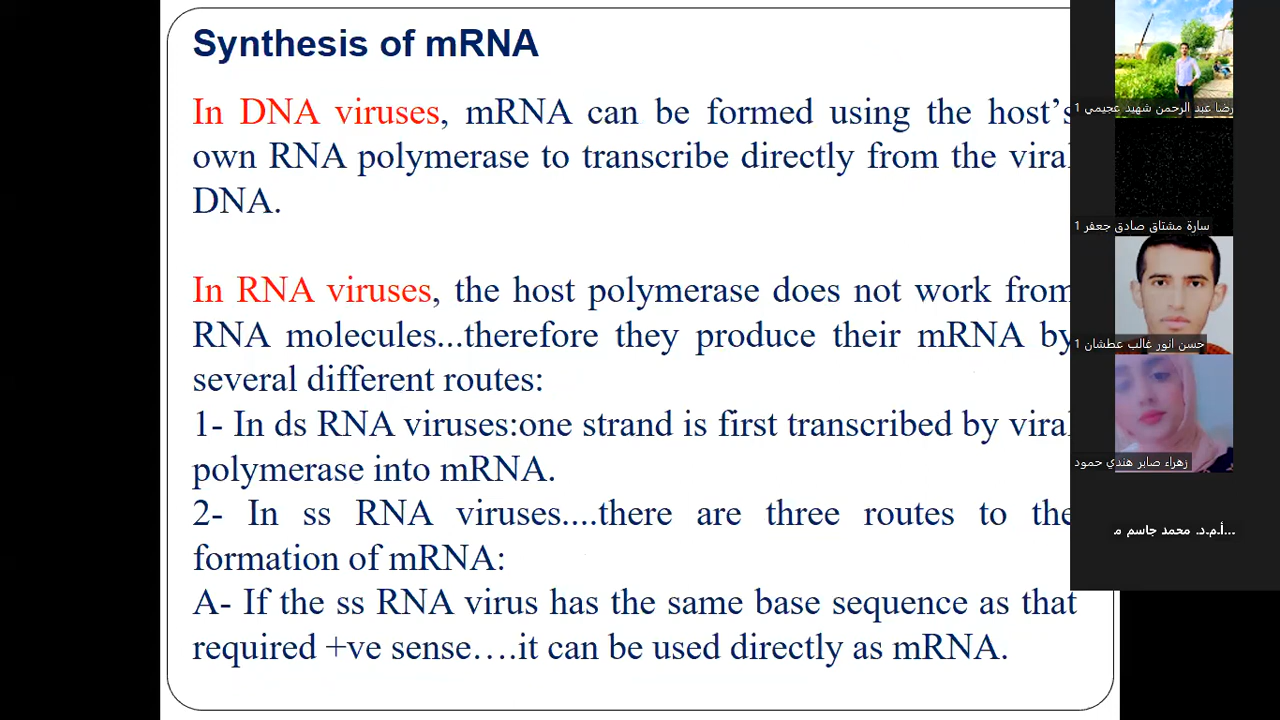 Synthesis of mRNA
In DNA viruses, mRNA can be formed using the host's
own RNA polymerase to transcribe directly from the viral
DNA.
In RNA viruses, the host polymerase does not work from
RNA molecules...therefore they produce their mRNA by
several different routes:
1- In ds RNA viruses:one strand is first transcribed by viral
polymerase into mRNA.
2- In ss RNA viruses....there are three routes to the
formation of mRNA:
A- If the ss RNA virus has the same base sequence as that
required +ve sense….it can be used directly as mRNA.
رضا عبد الرحمن شهيد عجيمي 1
سارة مشتاق صادق جعفر 1
حسن انور غالب عطشان 1
زهراء صابر هندي حمود
أ.م.د. محمد جاسم م...